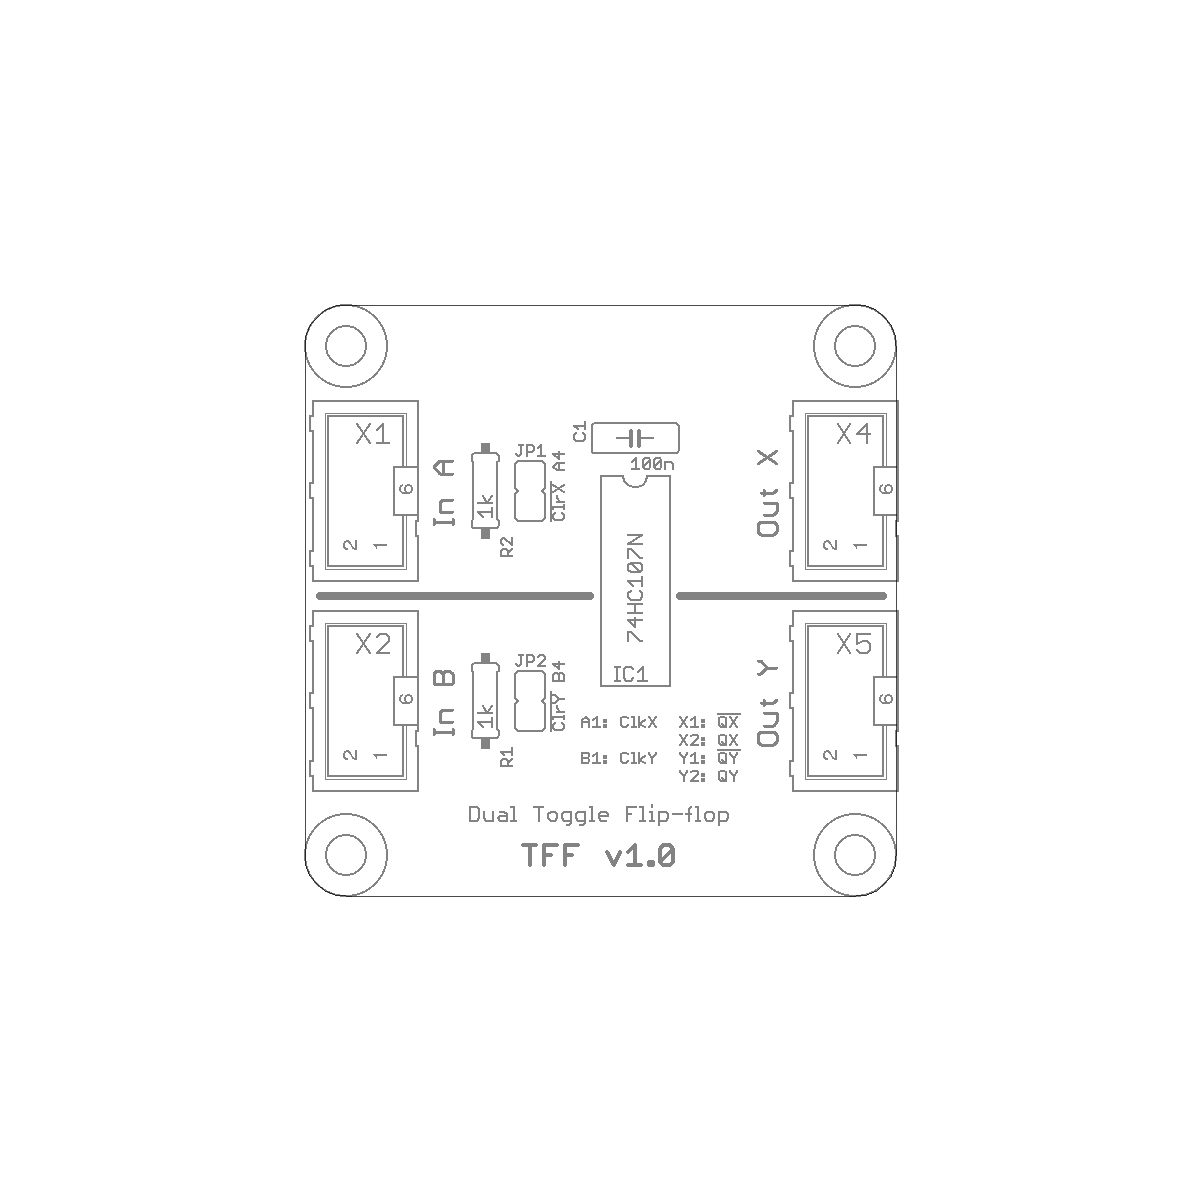 X1
6
2 1
In A
1k
R2
JP1
ClrX A4
C1
100n
74HC107N
IC1
Out X
X4
6
2 1
X2
6
2 1
In B
1k
R1
JP2
ClrY B4
A1: ClkX
B1: ClkY
X1: QX
X2: QX
Y1: QY
Y2: QY
Out Y
X5
6
2 1
Dual Toggle Flip-flop
TFF v1.0